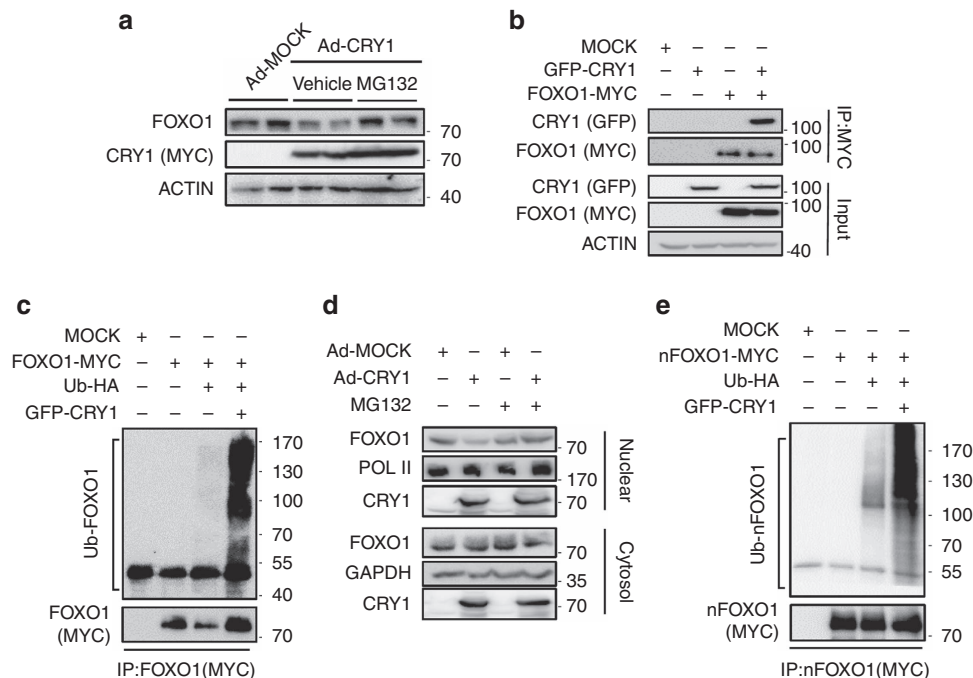 a
Ad-MOCK
Ad-CRY1
Vehicle MG132
FOXO1
70
CRY1 (MYC)
70
ACTIN
40
b
MOCK + – – –
GFP-CRY1 – + – +
FOXO1-MYC – – + +
CRY1 (GFP)
100
FOXO1 (MYC)
100
IP:MYC
CRY1 (GFP)
100
FOXO1 (MYC)
100
ACTIN
40
Input
c
MOCK + – – –
FOXO1-MYC – + + +
Ub-HA – – + +
GFP-CRY1 – – – +
Ub-FOXO1
170
130
100
70
55
40
FOXO1
(MYC)
70
IP:FOXO1(MYC)
d
Ad-MOCK + – + –
Ad-CRY1 – + – +
MG132 – – + +
FOXO1
70
POL II
170
CRY1
70
Nuclear
FOXO1
70
GAPDH
35
CRY1
70
Cytosol
e
MOCK + – – –
nFOXO1-MYC – + + +
Ub-HA – – + +
GFP-CRY1 – – – +
Ub-nFOXO1
170
130
100
70
55
nFOXO1
(MYC)
70
IP:nFOXO1(MYC)